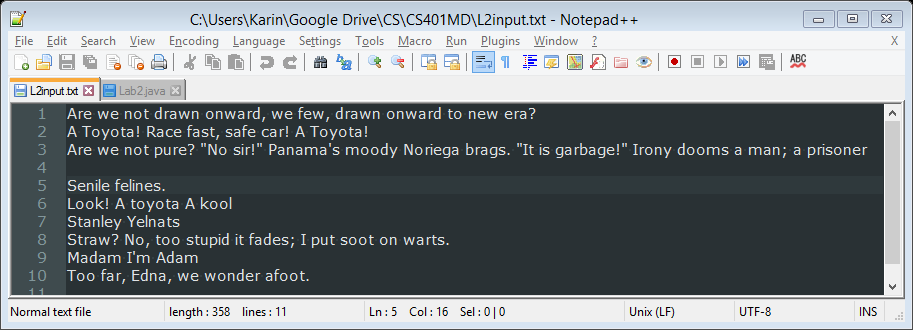 C:\Users\Karin\Google Drive\CS\CS401MD\L2input.txt - Notepad++
File Edit Search View Encoding Language Settings Tools Macro Run Plugins Window ? X
ABC
L2input.txt Lab2.java
1 Are we not drawn onward, we few, drawn onward to new era?
2 A Toyota! Race fast, safe car! A Toyota!
3 Are we not pure? "No sir!" Panama's moody Noriega brags. "It is garbage!" Irony dooms a man; a prisoner
4
5 Senile felines.
6 Look! A toyota A kool
7 Stanley Yelnats
8 Straw? No, too stupid it fades; I put soot on warts.
9 Madam I'm Adam
10 Too far, Edna, we wonder afoot.
11
Normal text file length : 358 lines : 11 Ln : 5 Col : 16 Sel : 0 | 0 Unix (LF) UTF-8 INS